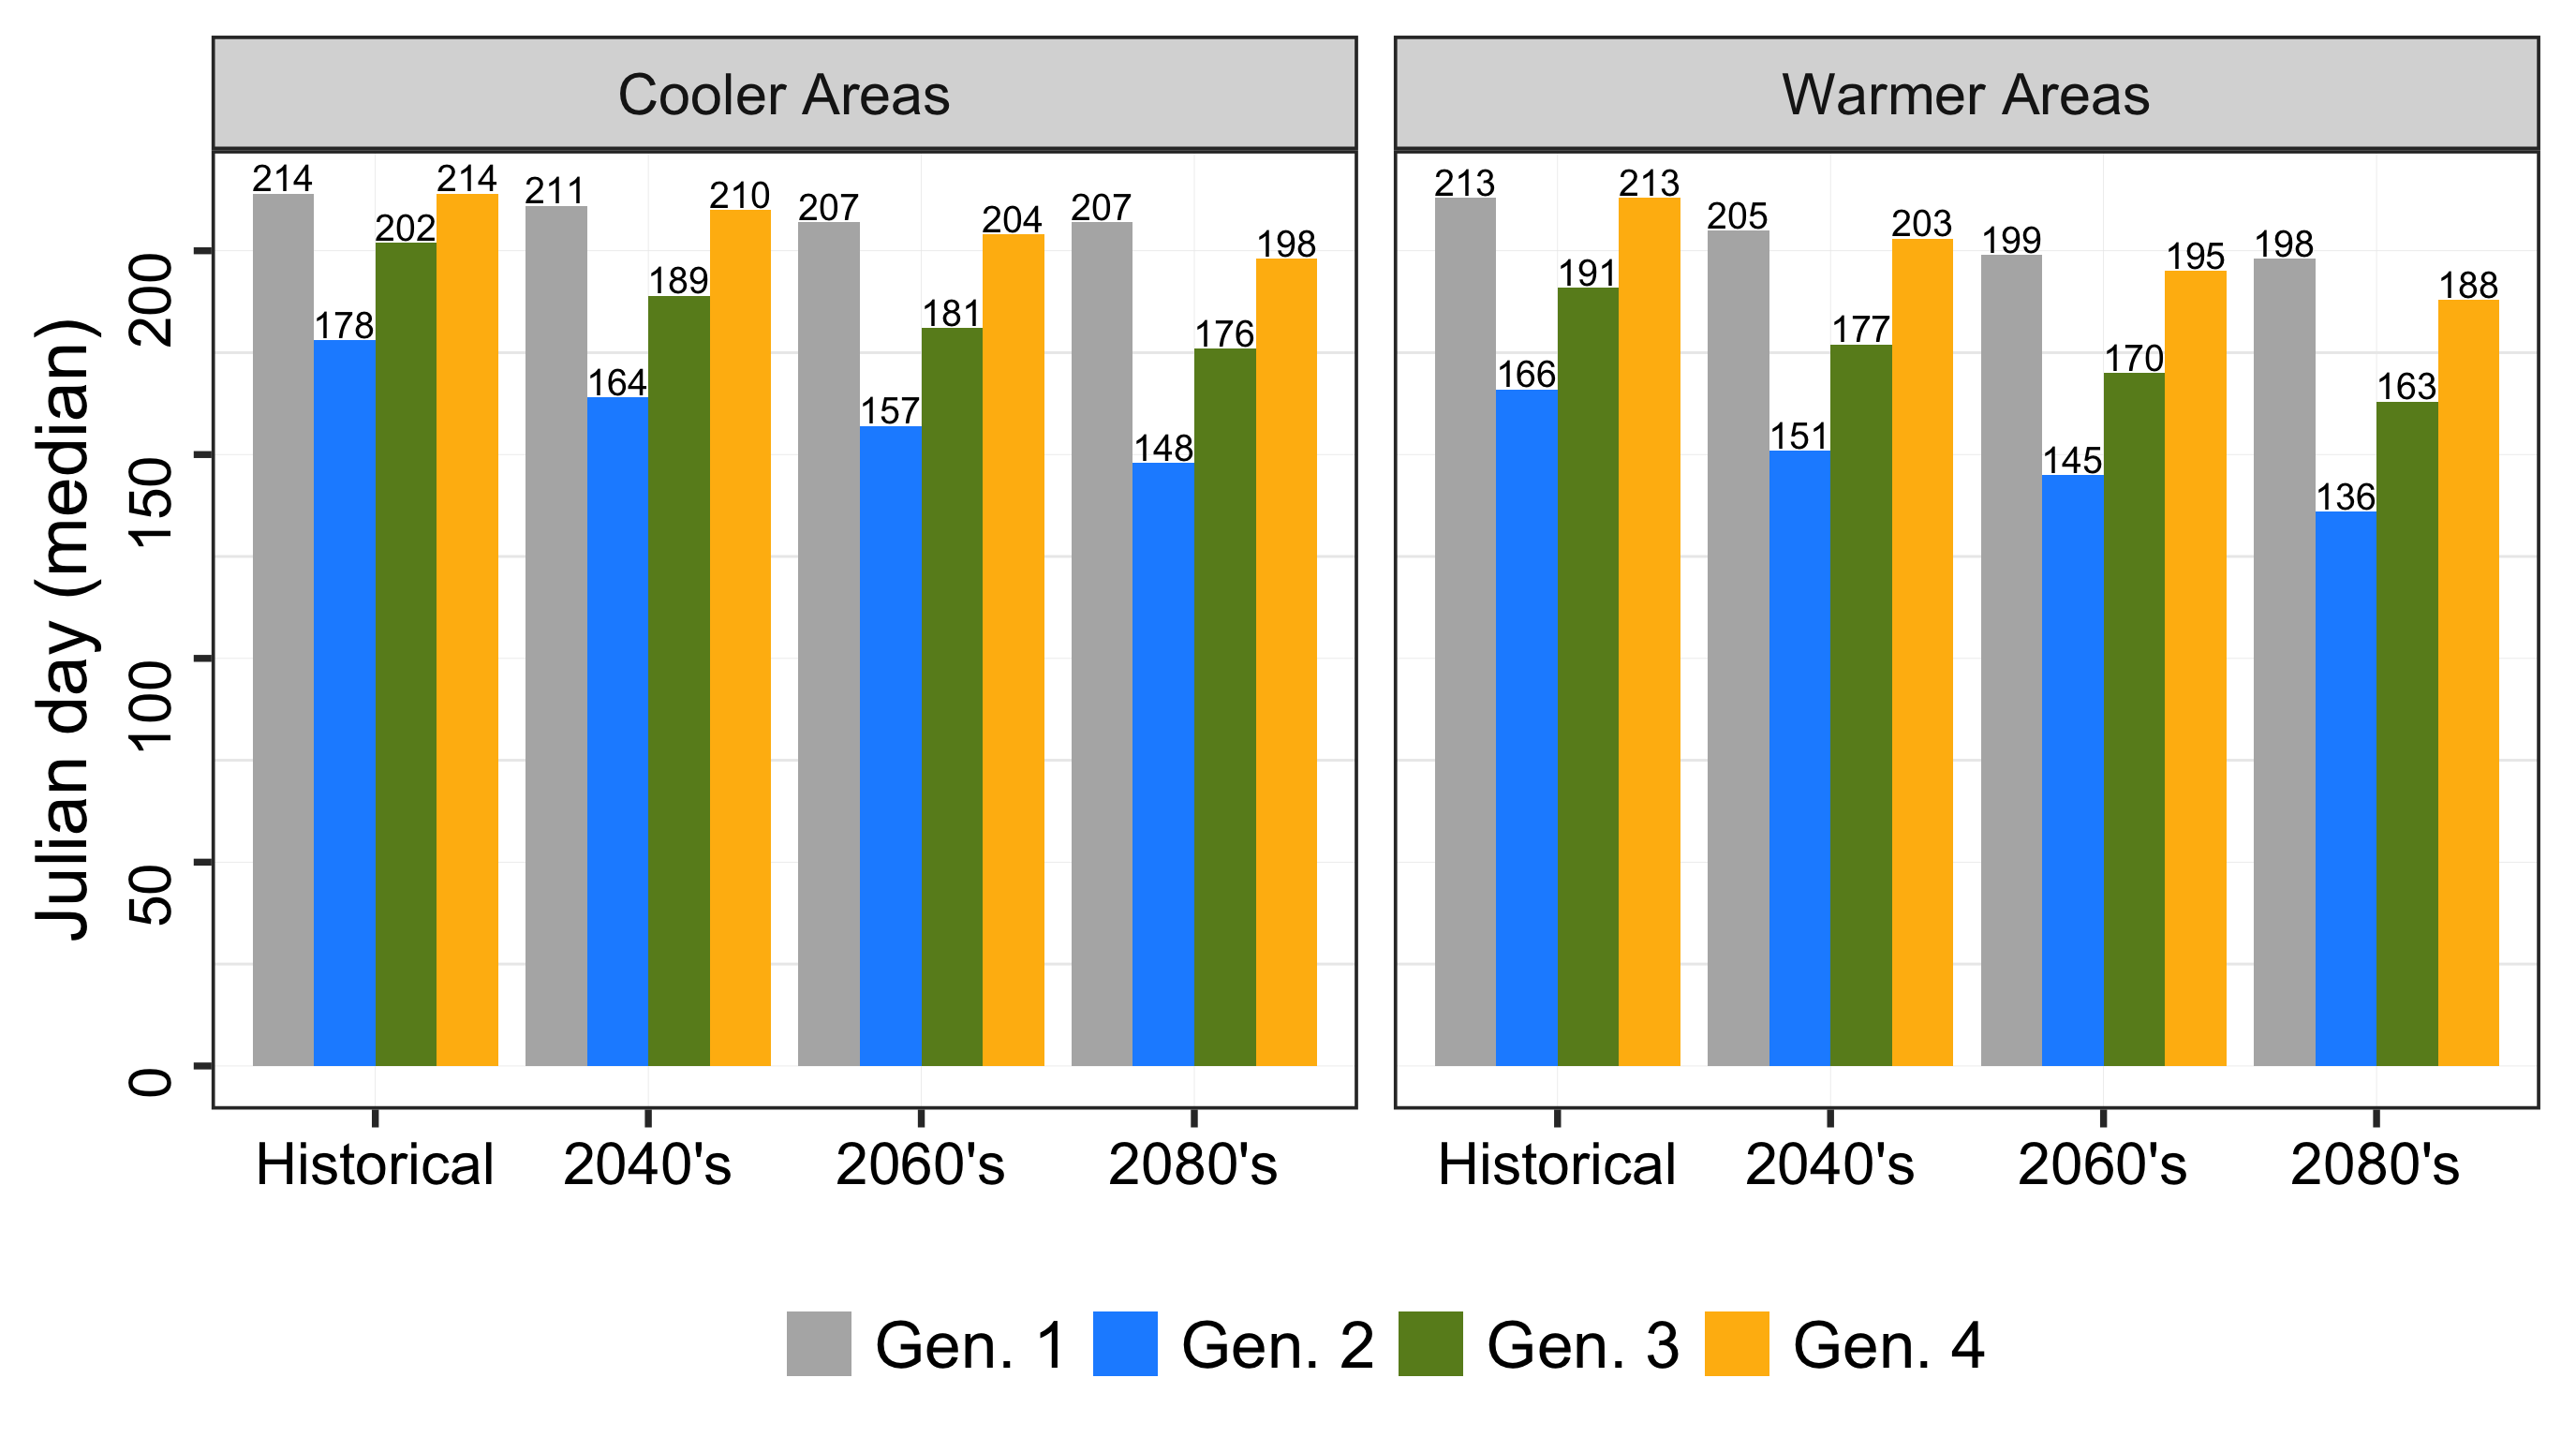 Cooler Areas
Warmer Areas
Julian day (median)
200
150
100
50
0
214 178 202 214 211 164 189 210 207 157 181 204 207 148 176 198
213 166 191 213 205 151 177 203 199 145 170 195 198 136 163 188
Historical 2040's 2060's 2080's
Historical 2040's 2060's 2080's
Gen. 1 Gen. 2 Gen. 3 Gen. 4